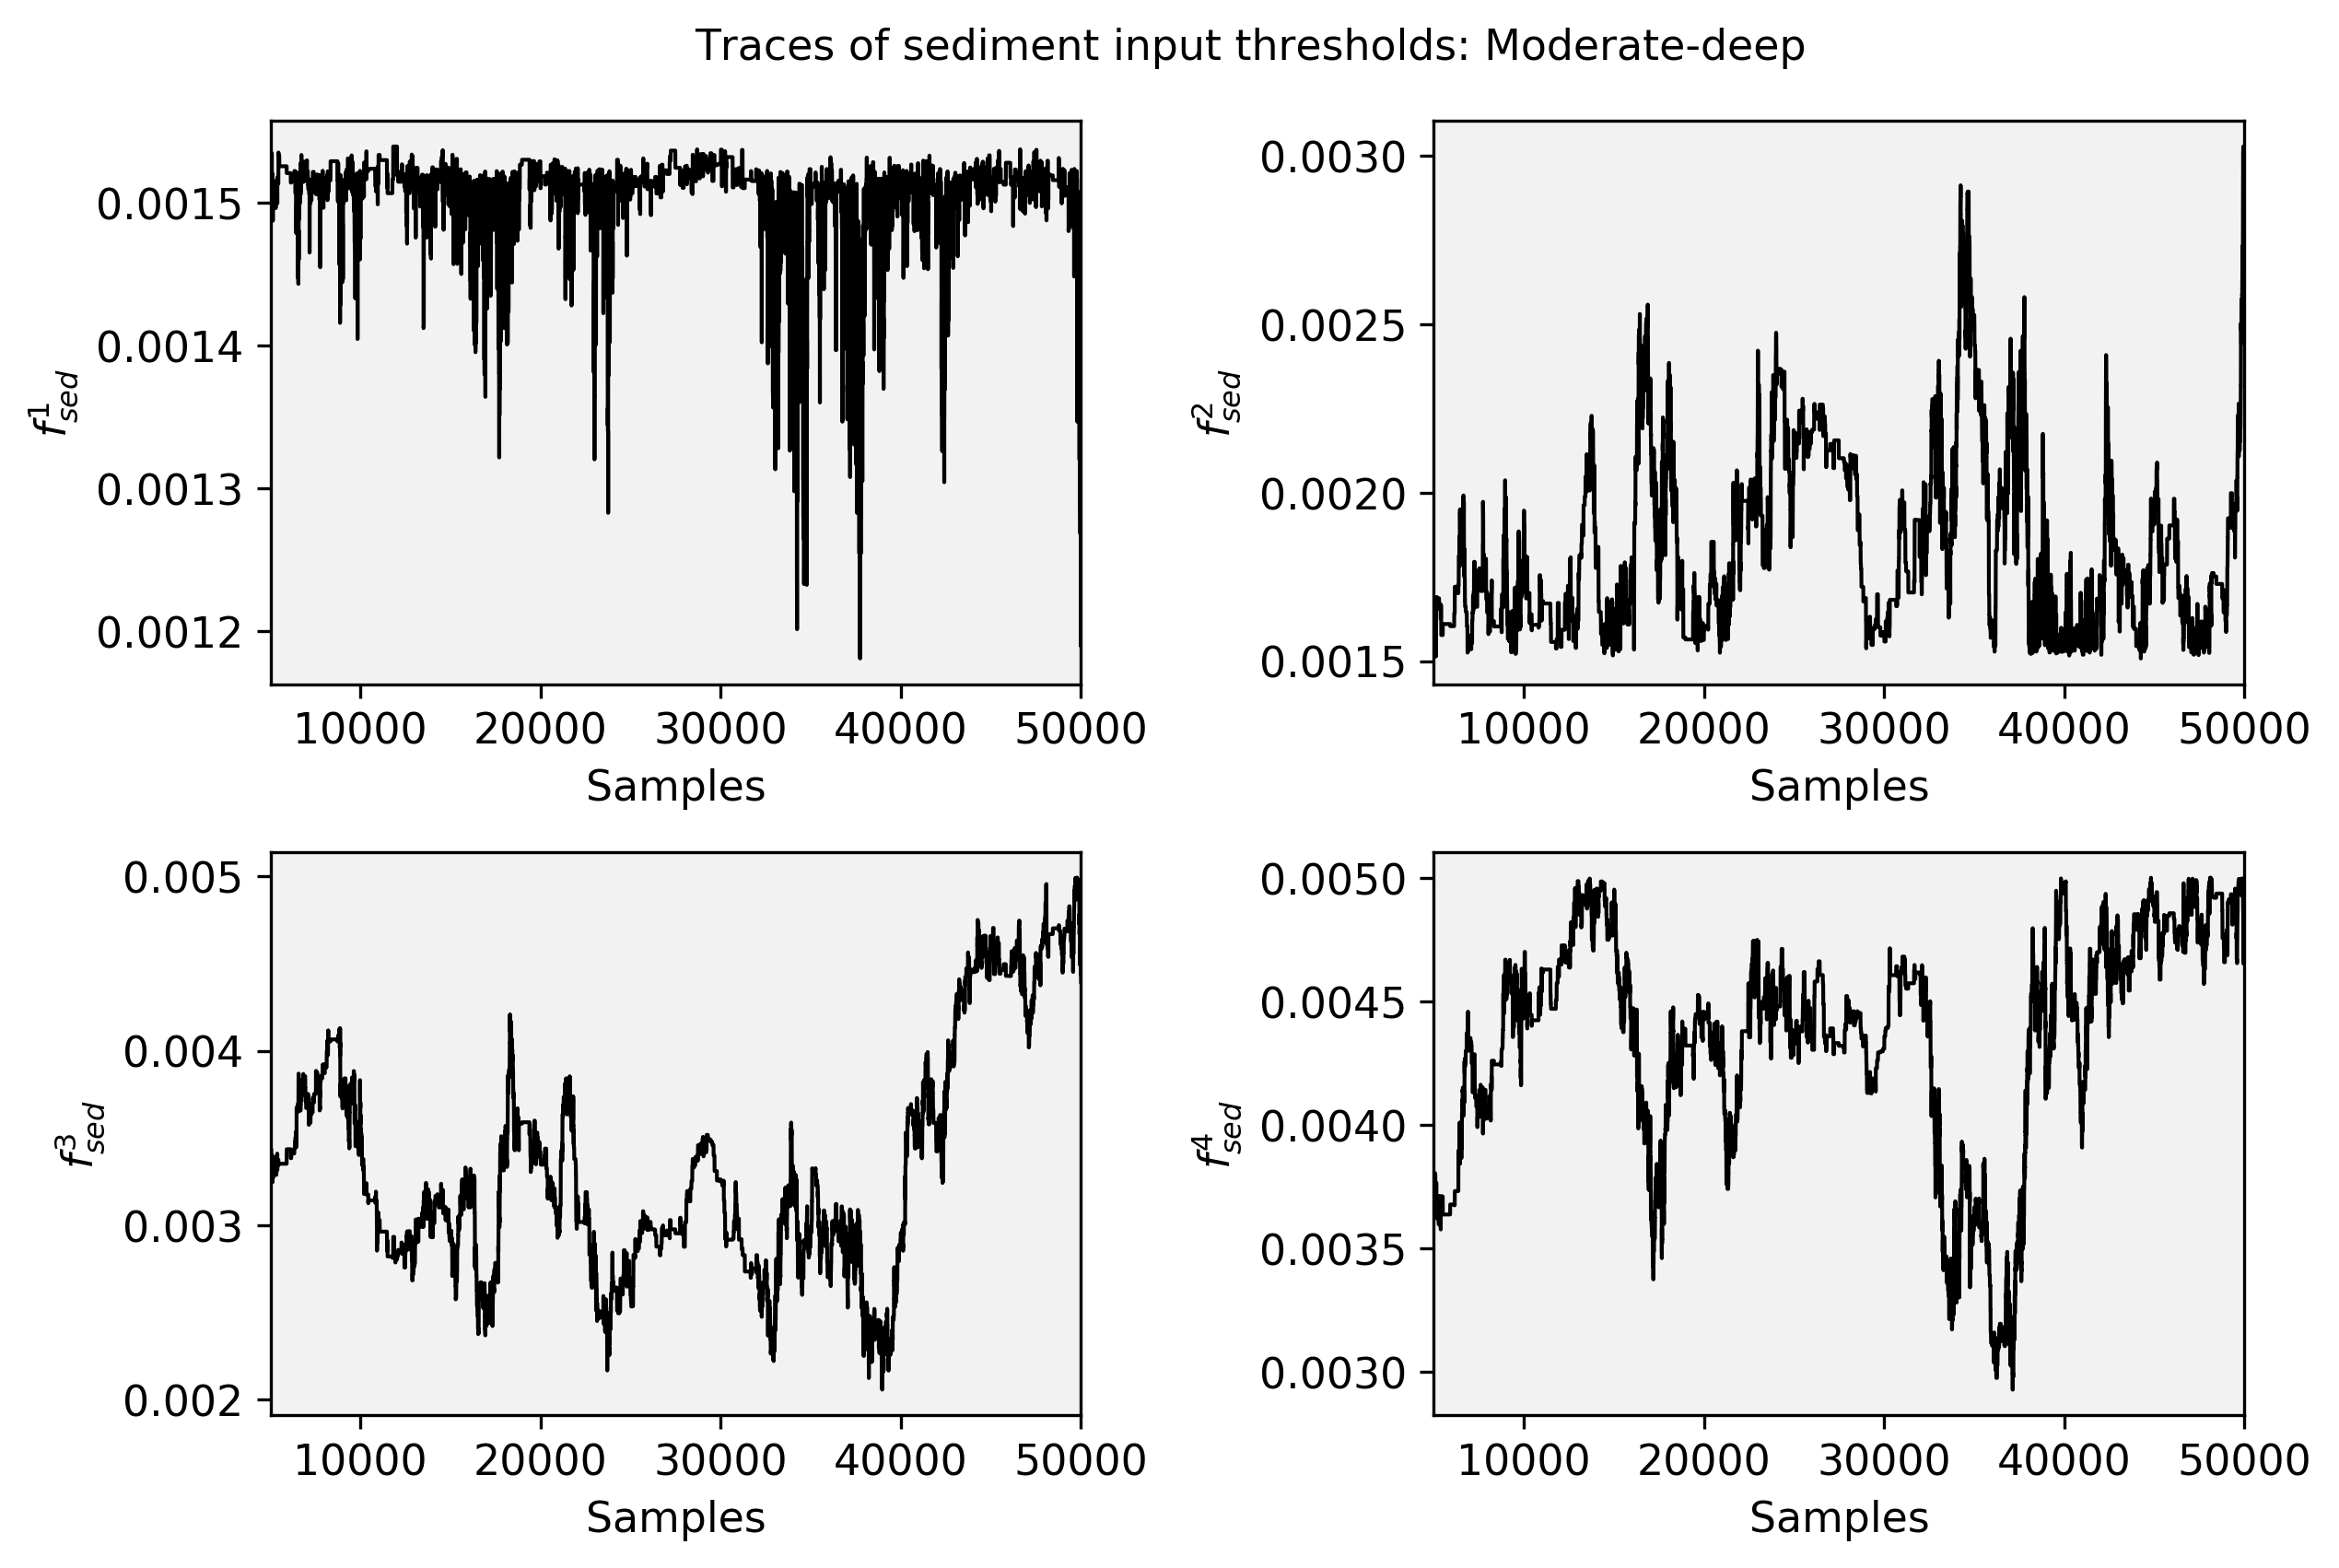 Traces of sediment input thresholds: Moderate-deep
0.0015
0.0014
0.0013
0.0012
f¹sed
10000 20000 30000 40000 50000
Samples
0.0030
0.0025
0.0020
0.0015
f²sed
10000 20000 30000 40000 50000
Samples
0.005
0.004
0.003
0.002
f³sed
10000 20000 30000 40000 50000
Samples
0.0050
0.0045
0.0040
0.0035
0.0030
f⁴sed
10000 20000 30000 40000 50000
Samples